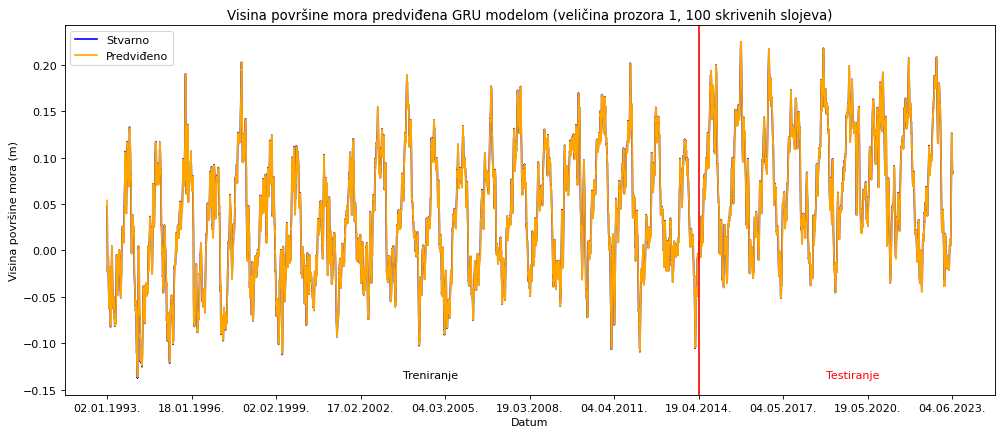 Visina površine mora predviđena GRU modelom (veličina prozora 1, 100 skrivenih slojeva)
Stvarno
Predviđeno
Visina površine mora (m)
0.20
0.15
0.10
0.05
0.00
−0.05
−0.10
−0.15
Treniranje
Testiranje
02.01.1993.
18.01.1996.
02.02.1999.
17.02.2002.
04.03.2005.
19.03.2008.
04.04.2011.
19.04.2014.
04.05.2017.
19.05.2020.
04.06.2023.
Datum